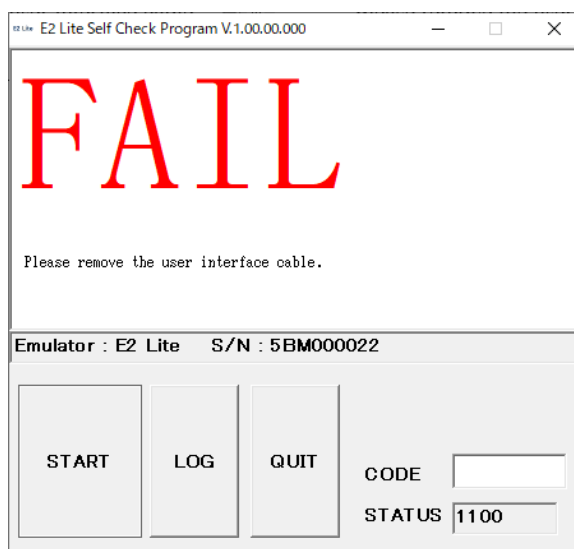 E2 Lite E2 Lite Self Check Program V.1.00.00.000
FAIL
Please remove the user interface cable.
Emulator : E2 Lite S/N : 5BM000022
START
LOG
QUIT
CODE
STATUS 1100